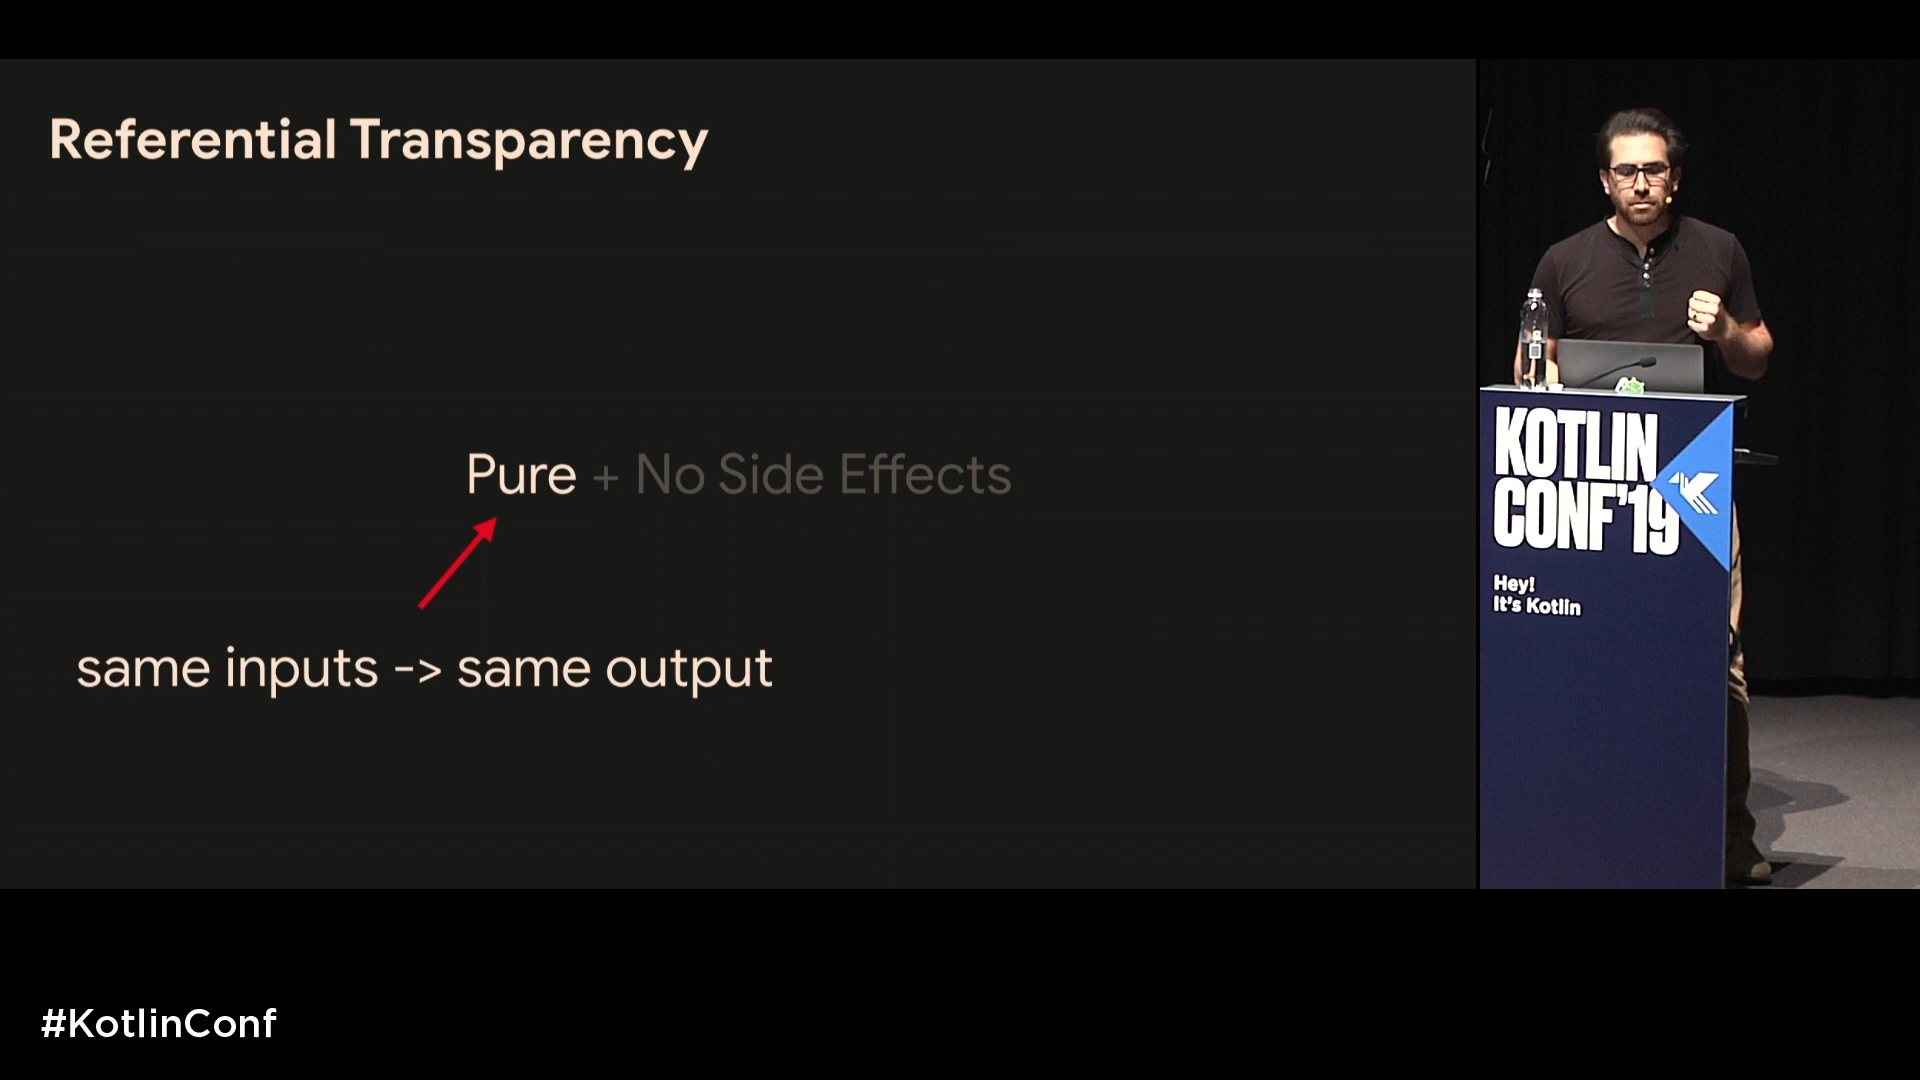 Referential Transparency
Pure + No Side Effects
same inputs -> same output
KOTLIN
CONF'19
Hey!
It's Kotlin
#KotlinConf